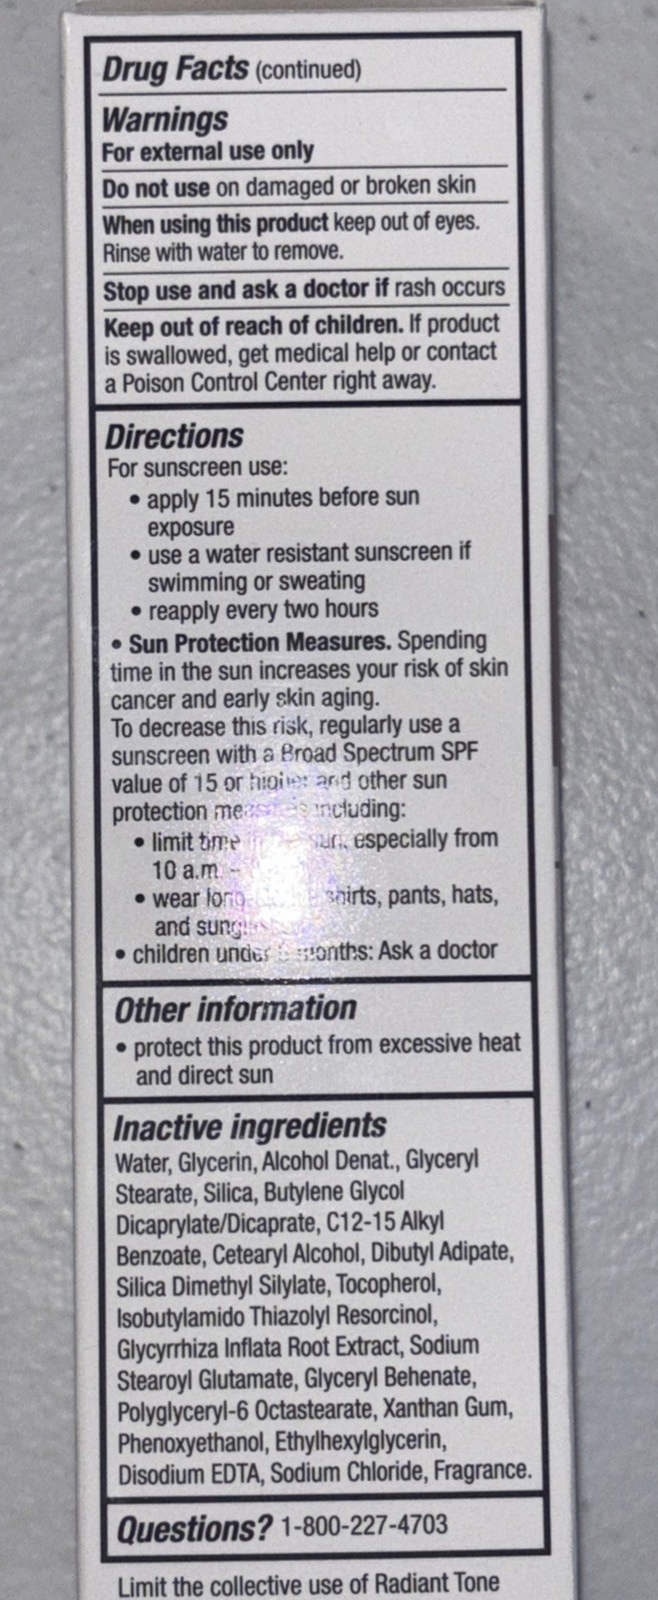 Drug Facts (continued)
Warnings
For external use only
Do not use on damaged or broken skin
When using this product keep out of eyes.
Rinse with water to remove.
Stop use and ask a doctor if rash occurs
Keep out of reach of children. If product
is swallowed, get medical help or contact
a Poison Control Center right away.
Directions
For sunscreen use:
• apply 15 minutes before sun
exposure
• use a water resistant sunscreen if
swimming or sweating
• reapply every two hours
• Sun Protection Measures. Spending
time in the sun increases your risk of skin
cancer and early skin aging.
To decrease this risk, regularly use a
sunscreen with a Broad Spectrum SPF
value of 15 or higher and other sun
protection measures including:
• limit time sun, especially from
10 a.m. –
• wear shirts, pants, hats,
and
• children under months: Ask a doctor
Other information
• protect this product from excessive heat
and direct sun
Inactive ingredients
Water, Glycerin, Alcohol Denat., Glyceryl
Stearate, Silica, Butylene Glycol
Dicaprylate/Dicaprate, C12-15 Alkyl
Benzoate, Cetearyl Alcohol, Dibutyl Adipate,
Silica Dimethyl Silylate, Tocopherol,
Isobutylamido Thiazolyl Resorcinol,
Glycyrrhiza Inflata Root Extract, Sodium
Stearoyl Glutamate, Glyceryl Behenate,
Polyglyceryl-6 Octastearate, Xanthan Gum,
Phenoxyethanol, Ethylhexylglycerin,
Disodium EDTA, Sodium Chloride, Fragrance.
Questions? 1-800-227-4703
Limit the collective use of Radiant Tone